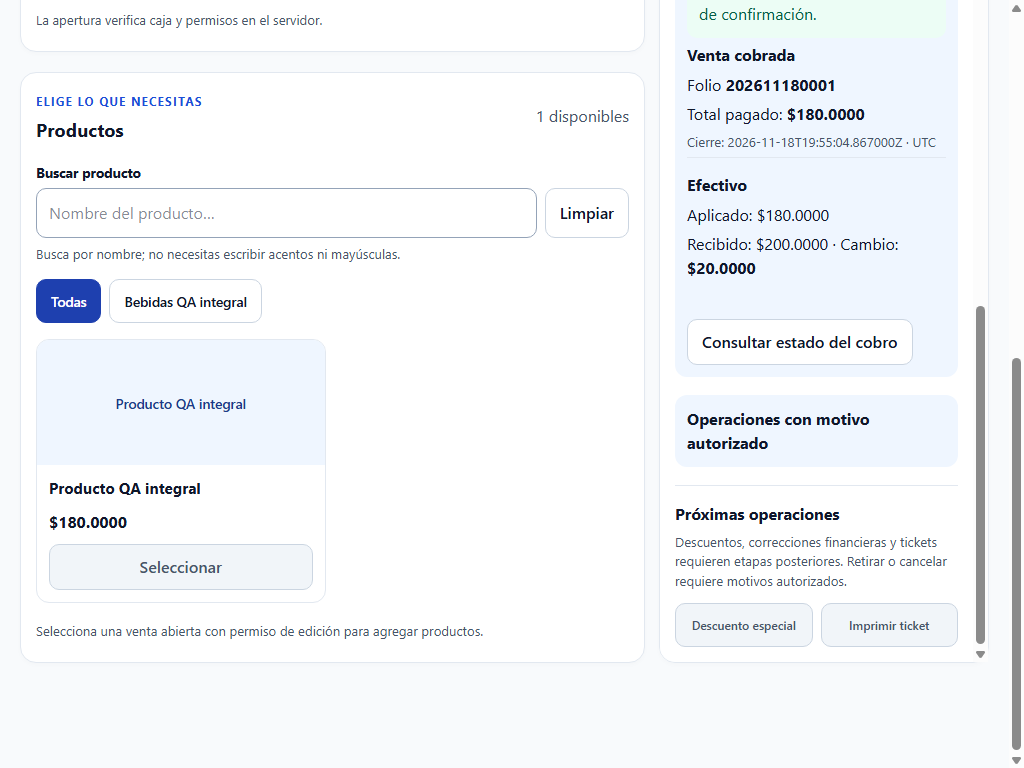 La apertura verifica caja y permisos en el servidor.
ELIGE LO QUE NECESITAS
Productos
1 disponibles
Buscar producto
Nombre del producto...
Limpiar
Busca por nombre; no necesitas escribir acentos ni mayúsculas.
Todas
Bebidas QA integral
Producto QA integral
Producto QA integral
$180.0000
Seleccionar
Selecciona una venta abierta con permiso de edición para agregar productos.
de confirmación.
Venta cobrada
Folio 202611180001
Total pagado: $180.0000
Cierre: 2026-11-18T19:55:04.867000Z · UTC
Efectivo
Aplicado: $180.0000
Recibido: $200.0000 · Cambio:
$20.0000
Consultar estado del cobro
Operaciones con motivo
autorizado
Próximas operaciones
Descuentos, correcciones financieras y tickets
requieren etapas posteriores. Retirar o cancelar
requiere motivos autorizados.
Descuento especial
Imprimir ticket